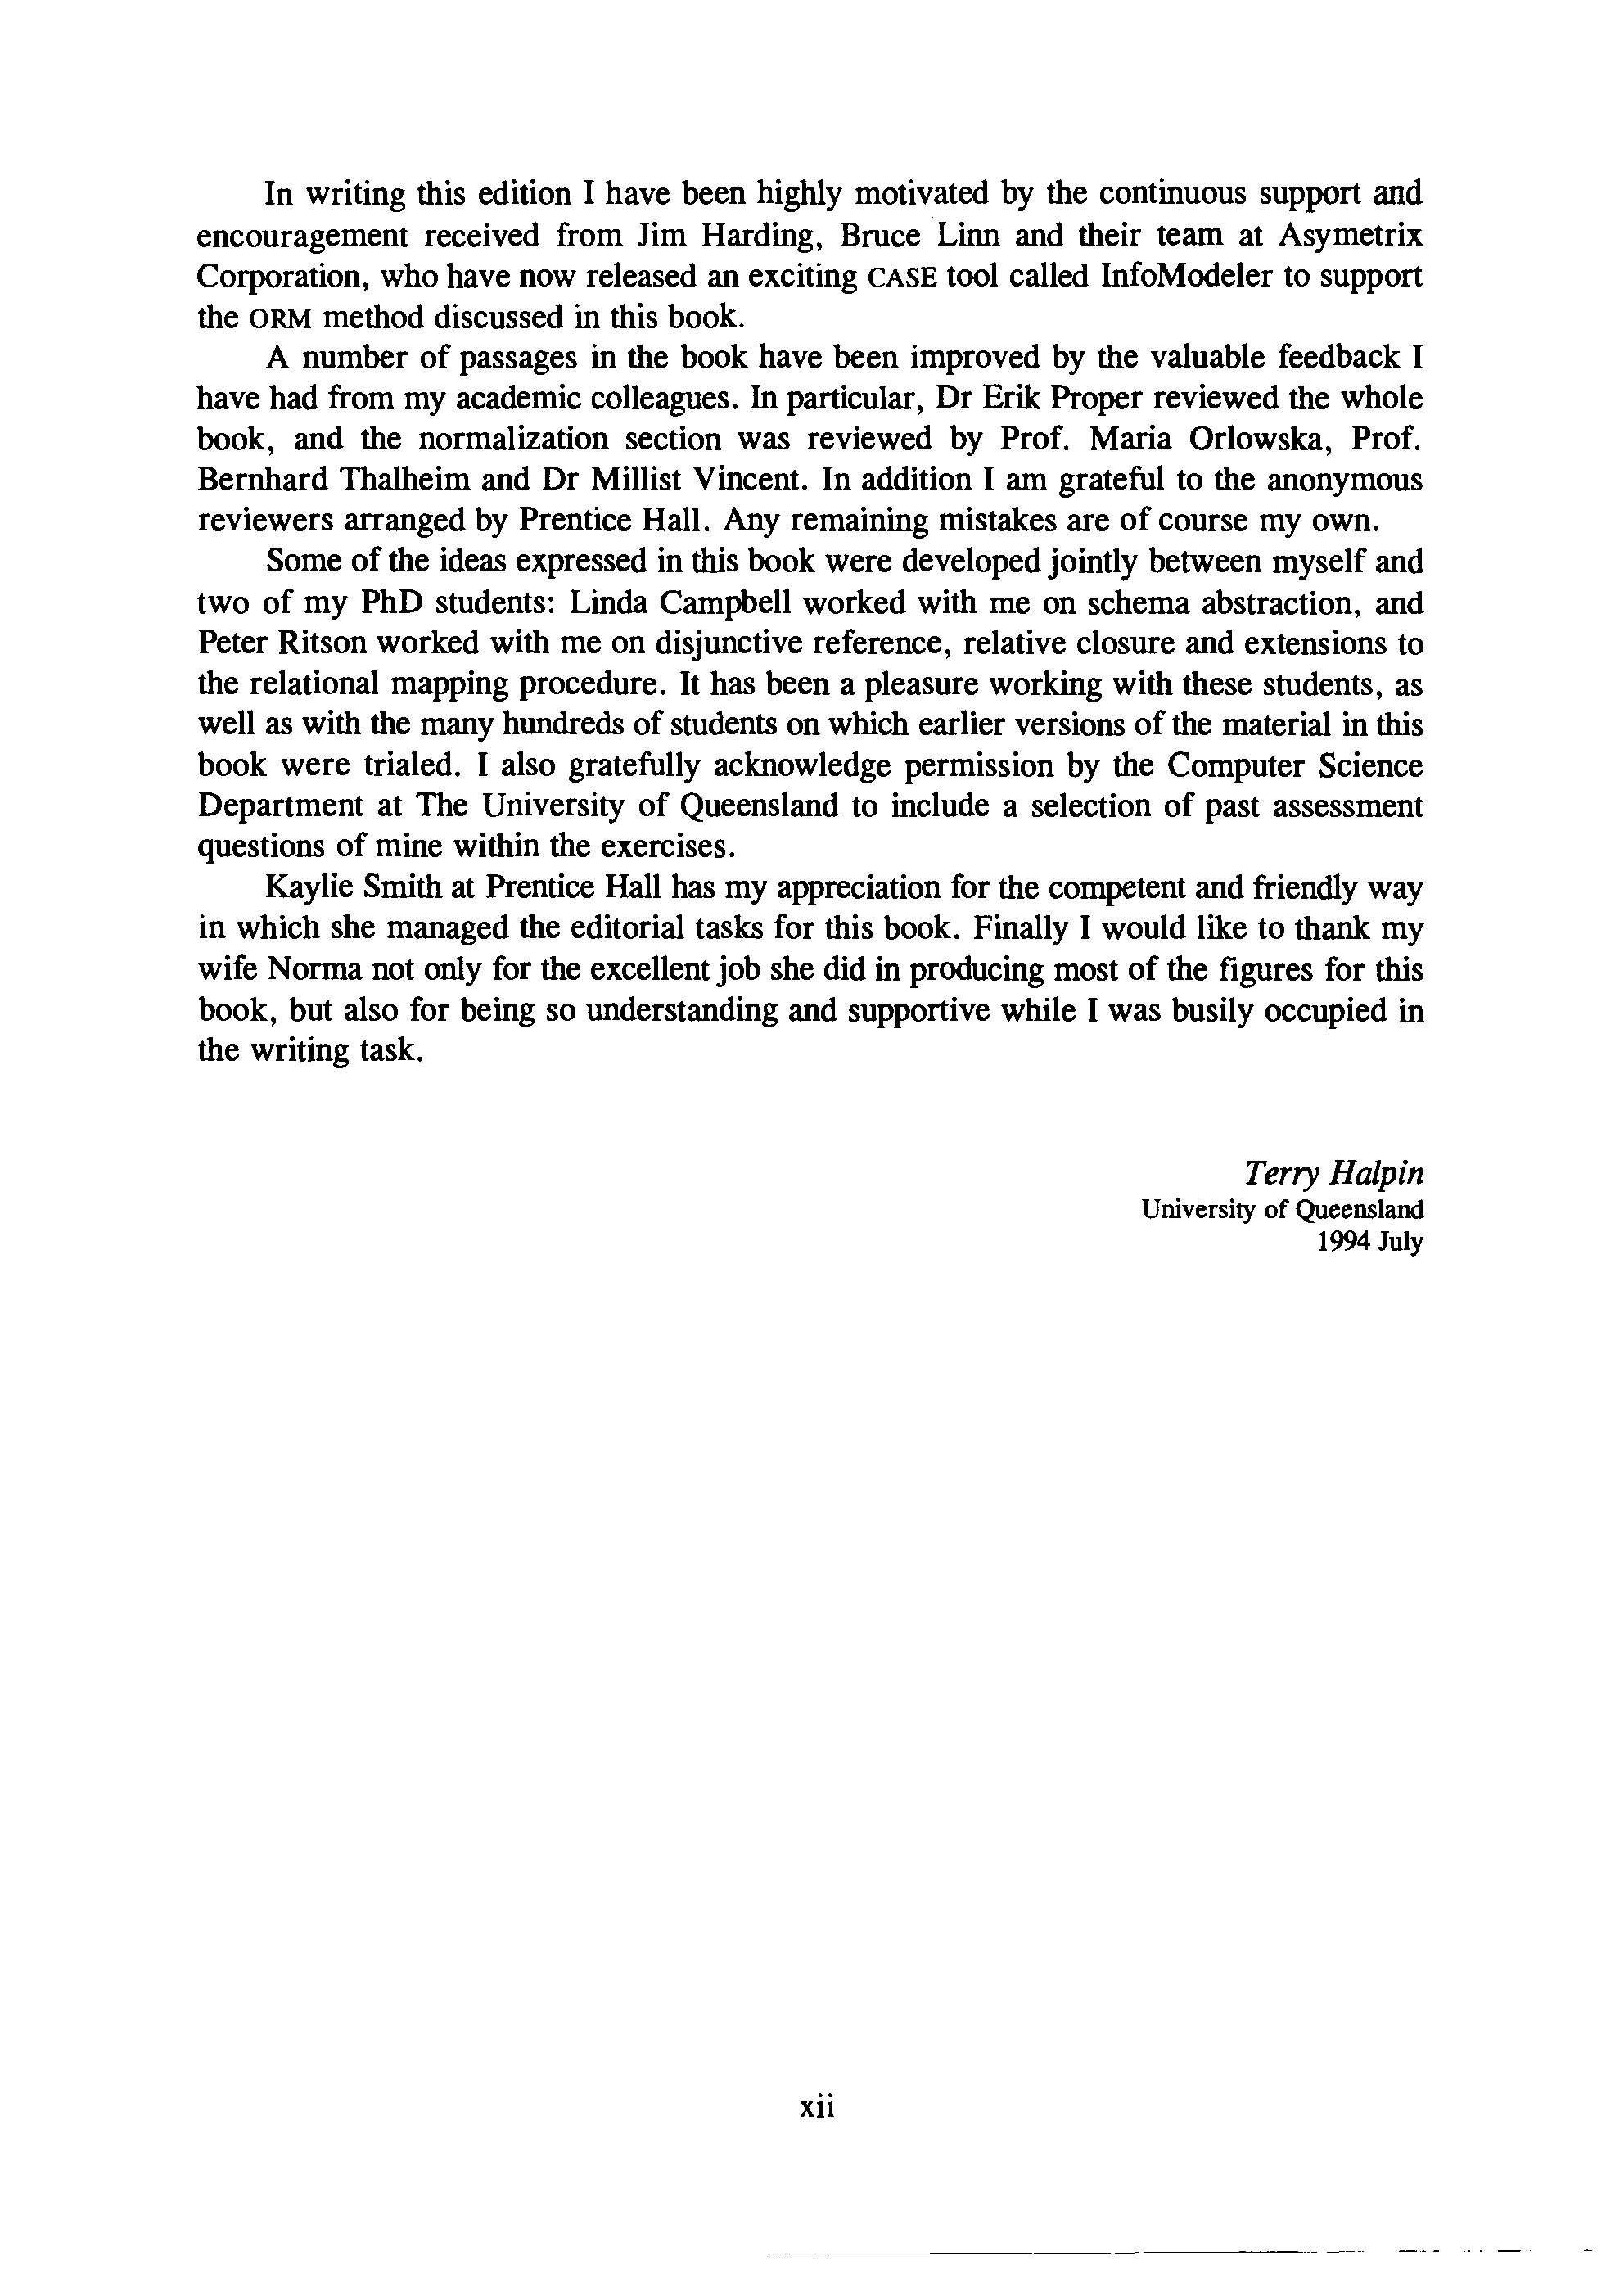 In writing this edition I have been highly motivated by the continuous support and
encouragement received from Jim Harding, Bruce Linn and their team at Asymetrix
Corporation, who have now released an exciting CASE tool called InfoModeler to support
the ORM method discussed in this book.
A number of passages in the book have been improved by the valuable feedback I
have had from my academic colleagues. In particular, Dr Erik Proper reviewed the whole
book, and the normalization section was reviewed by Prof. Maria Orlowska, Prof.
Bernhard Thalheim and Dr Millist Vincent. In addition I am grateful to the anonymous
reviewers arranged by Prentice Hall. Any remaining mistakes are of course my own.
Some of the ideas expressed in this book were developed jointly between myself and
two of my PhD students: Linda Campbell worked with me on schema abstraction, and
Peter Ritson worked with me on disjunctive reference, relative closure and extensions to
the relational mapping procedure. It has been a pleasure working with these students, as
well as with the many hundreds of students on which earlier versions of the material in this
book were trialed. I also gratefully acknowledge permission by the Computer Science
Department at The University of Queensland to include a selection of past assessment
questions of mine within the exercises.
Kaylie Smith at Prentice Hall has my appreciation for the competent and friendly way
in which she managed the editorial tasks for this book. Finally I would like to thank my
wife Norma not only for the excellent job she did in producing most of the figures for this
book, but also for being so understanding and supportive while I was busily occupied in
the writing task.
Terry Halpin
University of Queensland
1994 July
xii